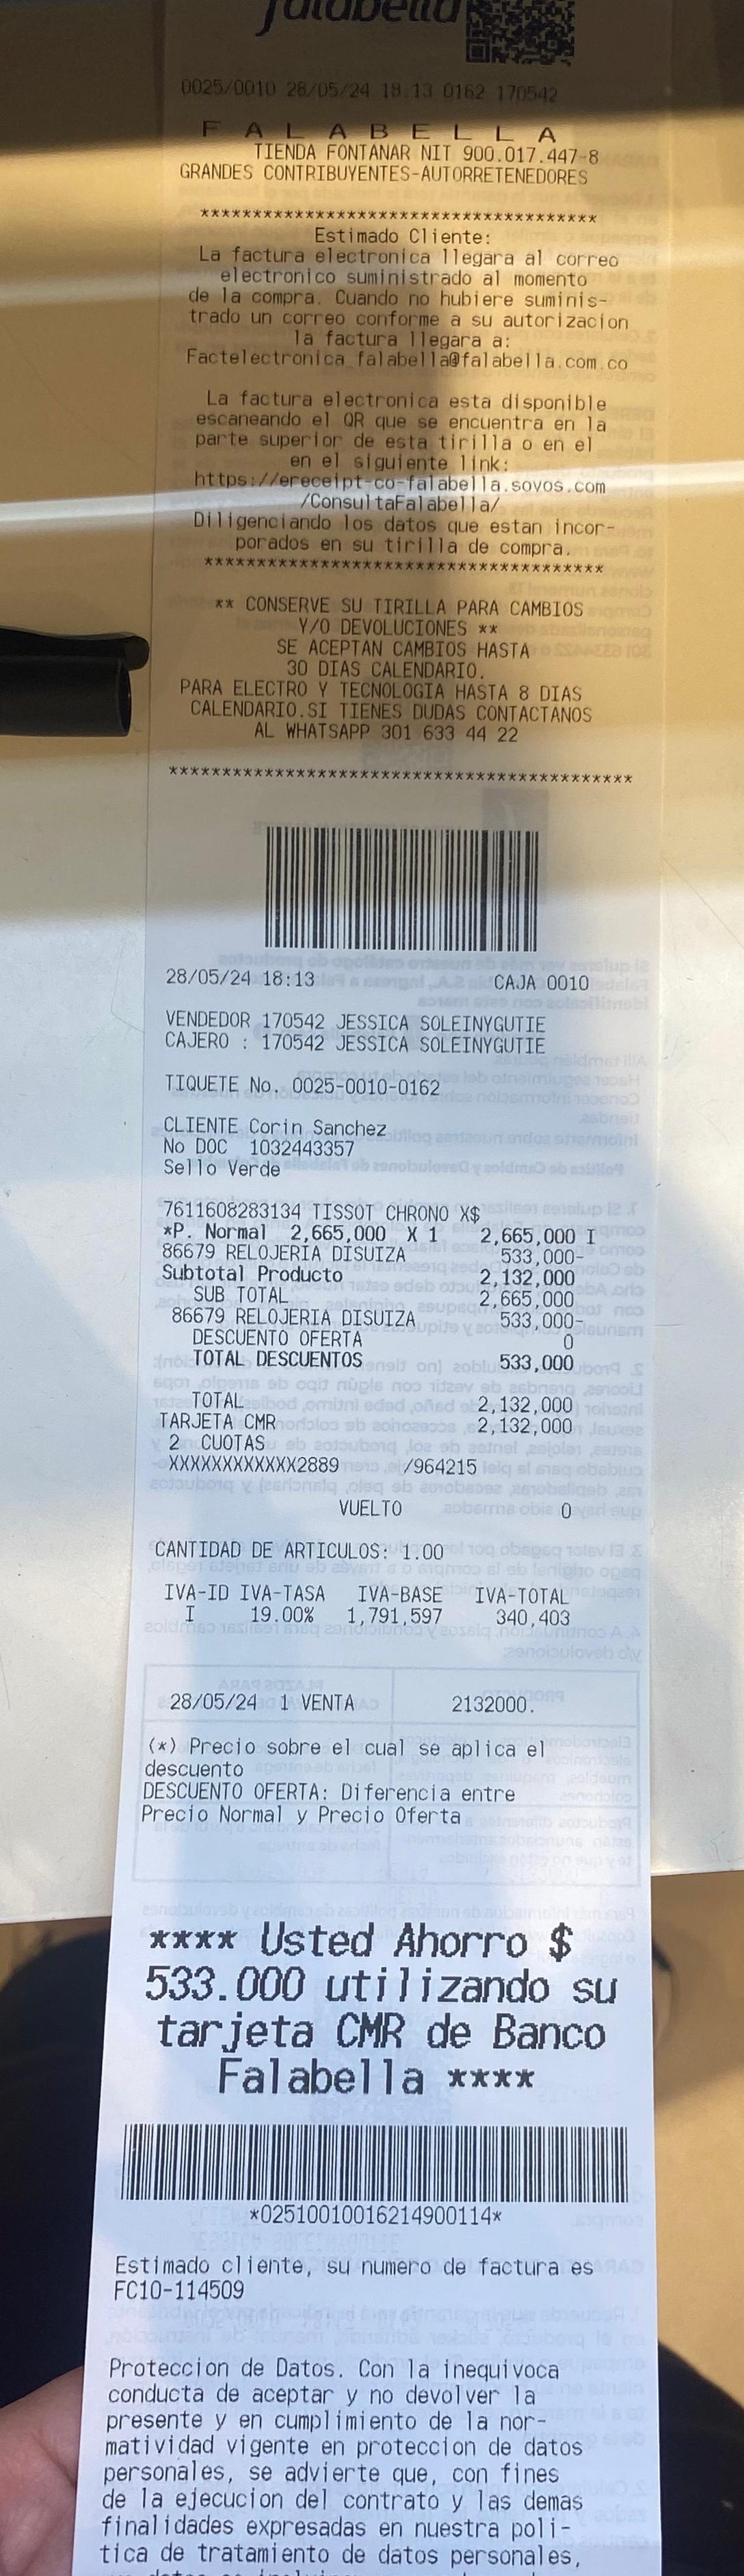 falabella
0025/0010 28/05/24 18.13 0162 170542
F A L A B E L L A
TIENDA FONTANAR NIT 900.017.447-8
GRANDES CONTRIBUYENTES-AUTORRETENEDORES
**************************************
Estimado Cliente:
La factura electronica llegara al correo
electronico suministrado al momento
de la compra. Cuando no hubiere suminis-
trado un correo conforme a su autorizacion
la factura llegara a:
Factelectronica_falabella@falabella.com.co
La factura electronica esta disponible
escaneando el QR que se encuentra en la
parte superior de esta tirilla o en el
en el siguiente link:
https://ereceipt-co-falabella.sovos.com
/ConsultaFalabella/
Diligenciando los datos que estan incor-
porados en su tirilla de compra.
**************************************
** CONSERVE SU TIRILLA PARA CAMBIOS
Y/O DEVOLUCIONES **
SE ACEPTAN CAMBIOS HASTA
30 DIAS CALENDARIO.
PARA ELECTRO Y TECNOLOGIA HASTA 8 DIAS
CALENDARIO.SI TIENES DUDAS CONTACTANOS
AL WHATSAPP 301 633 44 22
********************************************
28/05/24 18:13 CAJA 0010
VENDEDOR 170542 JESSICA SOLEINYGUTIE
CAJERO : 170542 JESSICA SOLEINYGUTIE
TIQUETE No. 0025-0010-0162
CLIENTE Corin Sanchez
No DOC 1032443357
Sello Verde
7611608283134 TISSOT CHRONO X$
*P. Normal 2,665,000 X 1 2,665,000 I
86679 RELOJERIA DISUIZA 533,000-
Subtotal Producto 2,132,000
SUB TOTAL 2,665,000
86679 RELOJERIA DISUIZA 533,000-
DESCUENTO OFERTA 0
TOTAL DESCUENTOS 533,000
TOTAL 2,132,000
TARJETA CMR 2,132,000
2 CUOTAS
XXXXXXXXXXXX2889 /964215
VUELTO 0
CANTIDAD DE ARTICULOS: 1.00
IVA-ID IVA-TASA IVA-BASE IVA-TOTAL
I 19.00% 1,791,597 340,403
28/05/24 1 VENTA 2132000.
(*) Precio sobre el cual se aplica el
descuento
DESCUENTO OFERTA: Diferencia entre
Precio Normal y Precio Oferta
**** Usted Ahorro $
533.000 utilizando su
tarjeta CMR de Banco
Falabella ****
*02510010016214900114*
Estimado cliente, su numero de factura es
FC10-114509
Proteccion de Datos. Con la inequivoca
conducta de aceptar y no devolver la
presente y en cumplimiento de la nor-
matividad vigente en proteccion de datos
personales, se advierte que, con fines
de la ejecucion del contrato y las demas
finalidades expresadas en nuestra poli-
tica de tratamiento de datos personales,